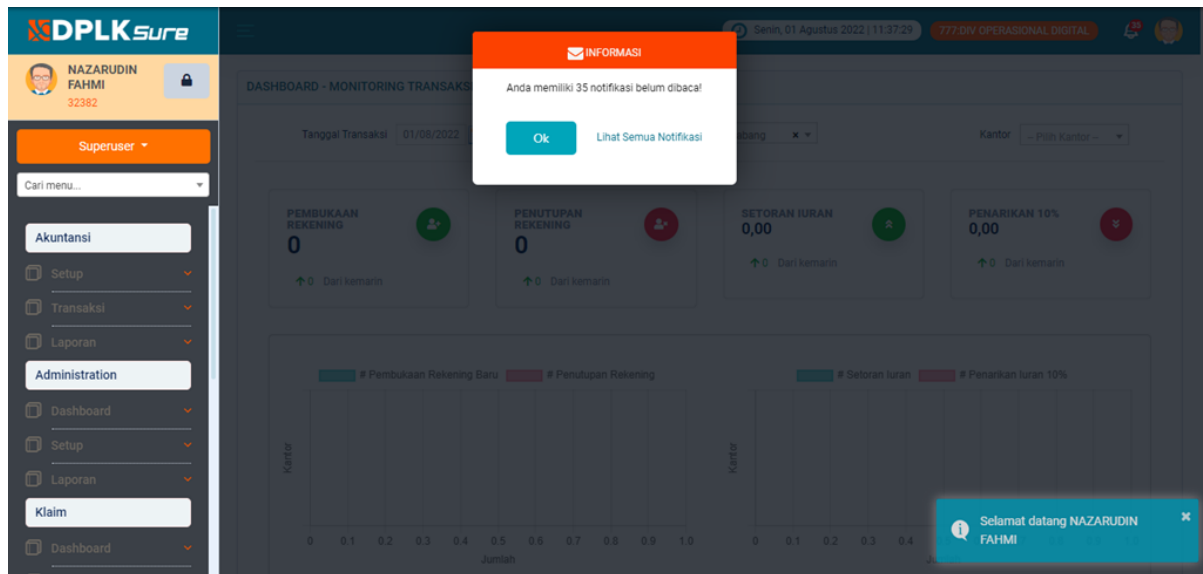 DPLKSure
NAZARUDIN
FAHMI
32382
Superuser
Cari menu...
Akuntansi
Setup
Transaksi
Laporan
Administration
Dashboard
Setup
Laporan
Klaim
Dashboard
Senin, 01 Agustus 2022 | 11:37:29
777:DIV OPERASIONAL DIGITAL
INFORMASI
Anda memiliki 35 notifikasi belum dibaca!
Ok
Lihat Semua Notifikasi
DASHBOARD - MONITORING TRANSAKS
Tanggal Transaksi
01/08/2022
abang
Kantor
-- Pilih Kantor --
PEMBUKAAN
REKENING
0
0 Dari kemarin
PENUTUPAN
REKENING
0
0 Dari kemarin
SETORAN IURAN
0,00
0 Dari kemarin
PENARIKAN 10%
0,00
0 Dari kemarin
# Pembukaan Rekening Baru # Penutupan Rekening
Kantor
0 0.1 0.2 0.3 0.4 0.5 0.6 0.7 0.8 0.9 1.0
Jumlah
# Setoran Iuran # Penarikan Iuran 10%
Kantor
0 0.1 0.2 0.3 0.4
Selamat datang NAZARUDIN
FAHMI